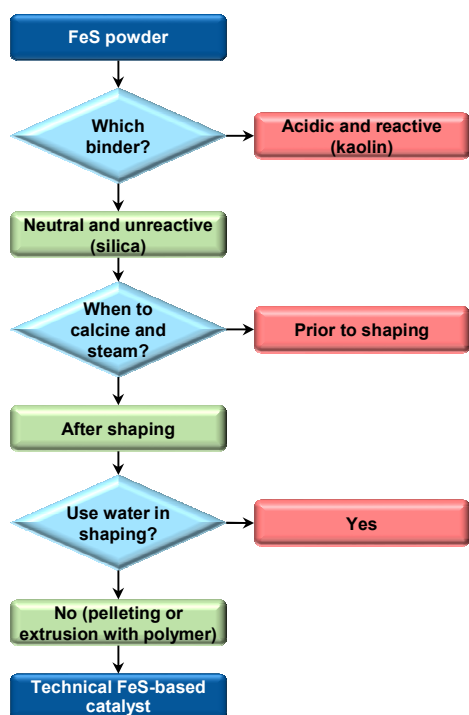 FeS powder
Which
binder?
Acidic and reactive
(kaolin)
Neutral and unreactive
(silica)
When to
calcine and
steam?
Prior to shaping
After shaping
Use water in
shaping?
Yes
No (pelleting or
extrusion with polymer)
Technical FeS-based
catalyst